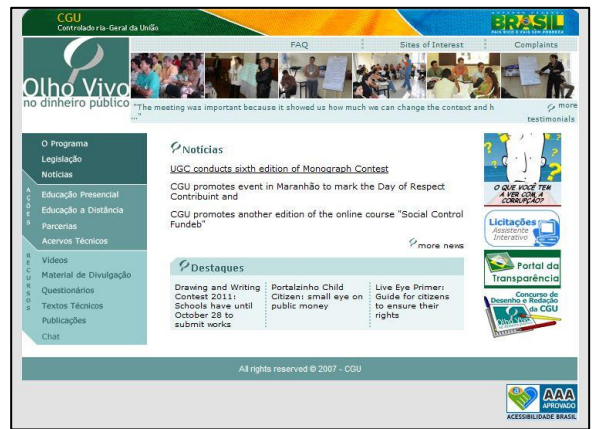 CGU
Controladoria-Geral da União
BRASIL
PAÍS RICO É PAÍS SEM POBREZA
FAQ
Sites of Interest
Complaints
Olho Vivo
no dinheiro público
"The meeting was important because it showed us how much we can change the context and h
..."
more
testimonials
O Programa
Legislação
Notícias
AÇÕES
Educação Presencial
Educação a Distância
Parcerias
Acervos Técnicos
RECURSOS
Vídeos
Material de Divulgação
Questionários
Textos Técnicos
Publicações
Chat
Notícias
UGC conducts sixth edition of Monograph Contest
CGU promotes event in Maranhão to mark the Day of Respect
Contribuint and
CGU promotes another edition of the online course "Social Control
Fundeb"
more news
Destaques
Drawing and Writing
Contest 2011:
Schools have until
October 28 to
submit works
Portalzinho Child
Citizen: small eye on
public money
Live Eye Primer:
Guide for citizens
to ensure their
rights
O QUE VOCÊ TEM
A VER COM A
CORRUPÇÃO?
Licitações
Assistente
Interativo
Portal da
Transparência
Concurso de
Desenho e Redação
da CGU
Olho Vivo
All rights reserved © 2007 - CGU
AAA
APROVADO
ACESSIBILIDADE BRASIL